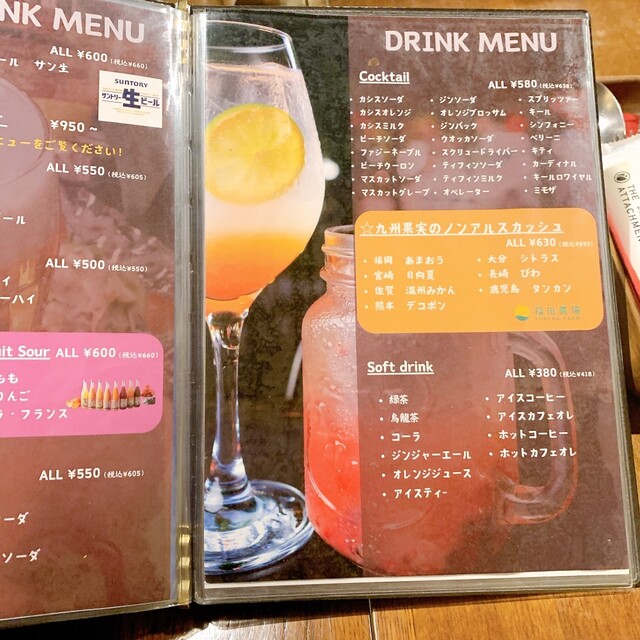 NK MENU
ALL ¥600(税込¥660)
ール サン生
SUNTORY
サントリー生ビール
¥950～
ニューをご覧ください!
ALL ¥550(税込¥605)
ール
ALL ¥500(税込¥550)
ィ
ーハイ
uit Sour ALL ¥600(税込¥660)
もも
りんご
ラ・フランス
ALL ¥550(税込¥605)
ーダ
ソーダ
DRINK MENU
Cocktail
ALL ¥580(税込¥638)
・カシスソーダ ・ジンソーダ ・スプリッツァー
・カシスオレンジ ・オレンジブロッサム ・キール
・カシスミルク ・ジンバック ・シンフォニー
・ピーチソーダ ・ウオッカソーダ ・ベリーニ
・ファジーネーブル ・スクリュードライバー ・キティ
・ピーチウーロン ・ティフィンソーダ ・カーディナル
・マスカットソーダ ・ティフィンミルク ・キールロワイヤル
・マスカットグレープ ・オペレーター ・ミモザ
☆九州果実のノンアルスカッシュ
ALL ¥630(税込¥693)
・福岡 あまおう ・大分 シトラス
・宮崎 日向夏 ・長崎 びわ
・佐賀 温州みかん ・鹿児島 タンカン
・熊本 デコポン
Soft drink
ALL ¥380(税込¥418)
・緑茶 ・アイスコーヒー
・烏龍茶 ・アイスカフェオレ
・コーラ ・ホットコーヒー
・ジンジャーエール ・ホットカフェオレ
・オレンジジュース
・アイスティー
ATTACHMEN